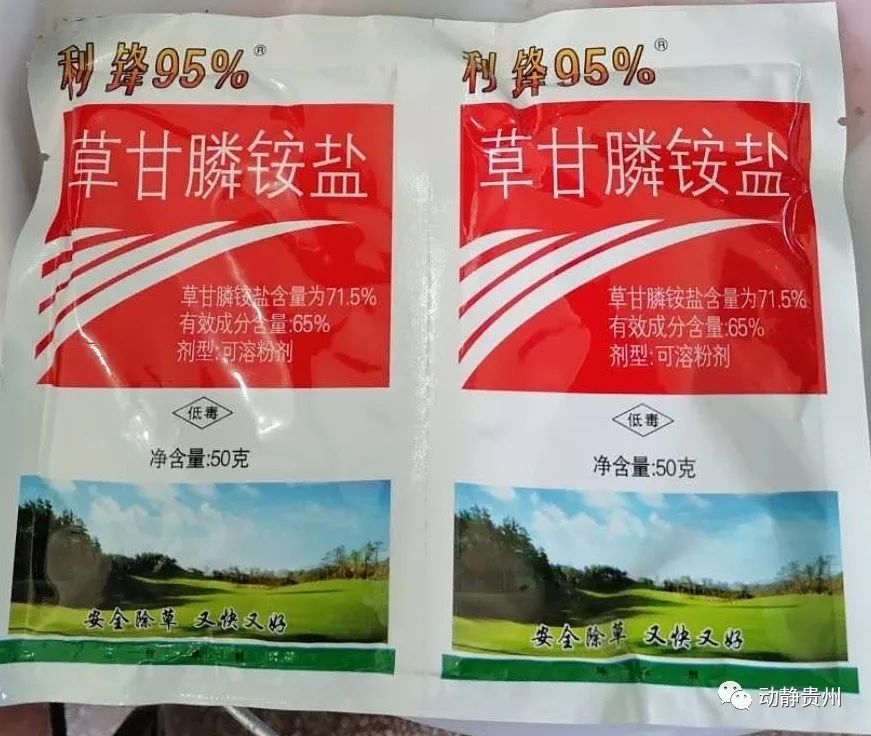 利锋95%®
草甘膦铵盐
草甘膦铵盐含量为71.5%
有效成分含量:65%
剂型:可溶粉剂
低毒
净含量:50克
安全除草 又快又好
利锋95%®
草甘膦铵盐
草甘膦铵盐含量为71.5%
有效成分含量:65%
剂型:可溶粉剂
低毒
净含量:50克
安全除草 又快又好
动静贵州